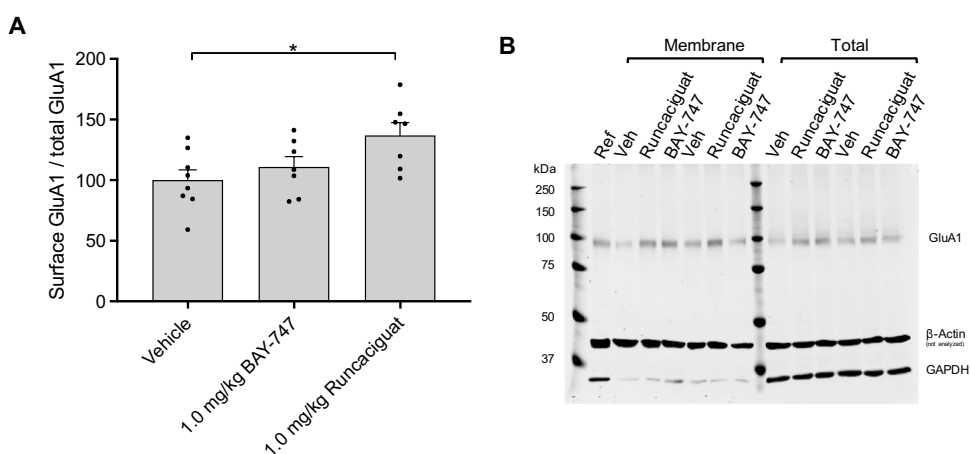 A
*
Surface GluA1 / total GluA1
200
150
100
50
0
Vehicle
1.0 mg/kg BAY-747
1.0 mg/kg Runcaciguat
B
Membrane
Total
Ref
Veh
Runcaciguat
BAY-747
Veh
Runcaciguat
BAY-747
Veh
Runcaciguat
BAY-747
Veh
Runcaciguat
BAY-747
kDa
250
150
100
75
50
37
GluA1
β-Actin
(not analyzed)
GAPDH